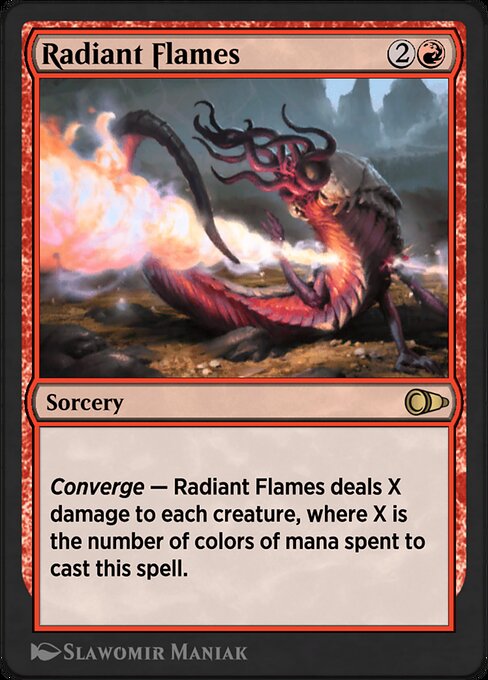 Radiant Flames 2
Sorcery
Converge — Radiant Flames deals X
damage to each creature, where X is
the number of colors of mana spent to
cast this spell.
Slawomir Maniak